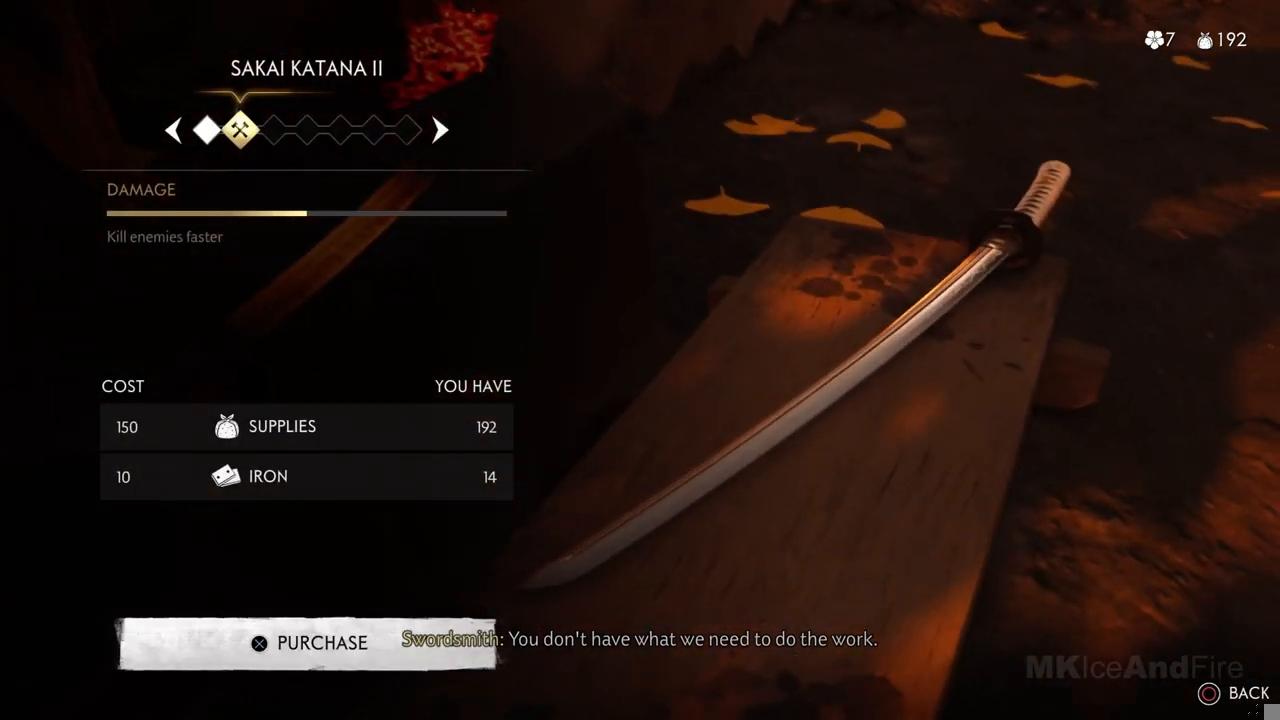 7 192
SAKAI KATANA II
DAMAGE
Kill enemies faster
COST YOU HAVE
150 SUPPLIES 192
10 IRON 14
PURCHASE
Swordsmith: You don't have what we need to do the work.
MKIceAndFire
BACK